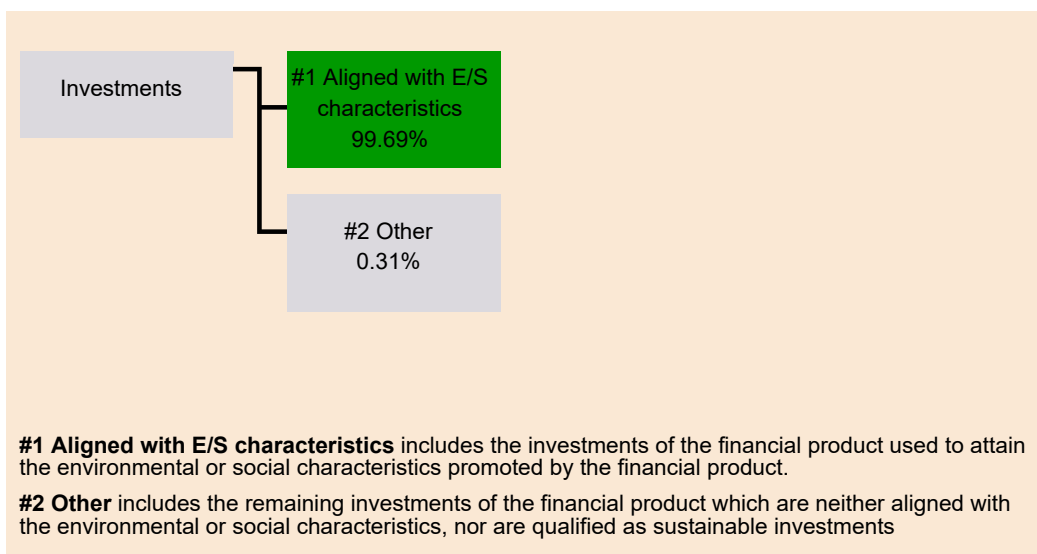 Investments
#1 Aligned with E/S
characteristics
99.69%
#2 Other
0.31%
#1 Aligned with E/S characteristics includes the investments of the financial product used to attain
the environmental or social characteristics promoted by the financial product.
#2 Other includes the remaining investments of the financial product which are neither aligned with
the environmental or social characteristics, nor are qualified as sustainable investments